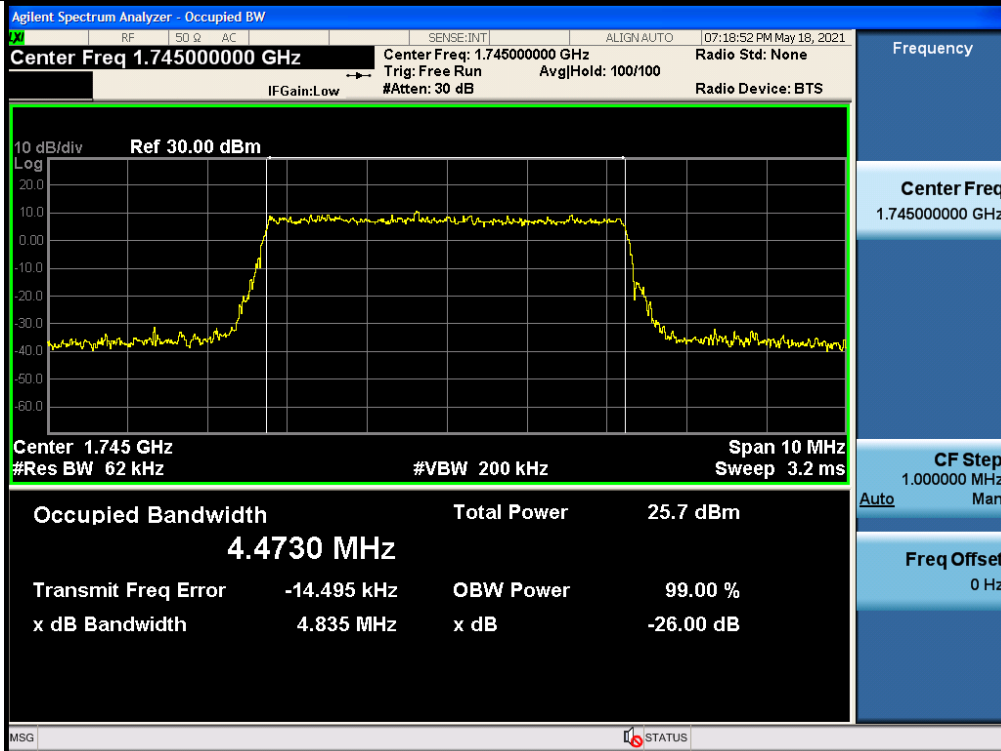 Agilent Spectrum Analyzer - Occupied BW
LXI RF 50 Ω AC SENSE:INT ALIGNAUTO 07:18:52 PM May 18, 2021
Center Freq 1.745000000 GHz
Center Freq: 1.745000000 GHz Radio Std: None
Trig: Free Run Avg|Hold: 100/100
IFGain:Low #Atten: 30 dB Radio Device: BTS
10 dB/div Ref 30.00 dBm
Log
20.0
10.0
0.00
-10.0
-20.0
-30.0
-40.0
-50.0
-60.0
Center 1.745 GHz Span 10 MHz
#Res BW 62 kHz #VBW 200 kHz Sweep 3.2 ms
Occupied Bandwidth Total Power 25.7 dBm
4.4730 MHz
Transmit Freq Error -14.495 kHz OBW Power 99.00 %
x dB Bandwidth 4.835 MHz x dB -26.00 dB
MSG STATUS
Frequency
Center Freq
1.745000000 GHz
CF Step
1.000000 MHz
Auto Man
Freq Offset
0 Hz